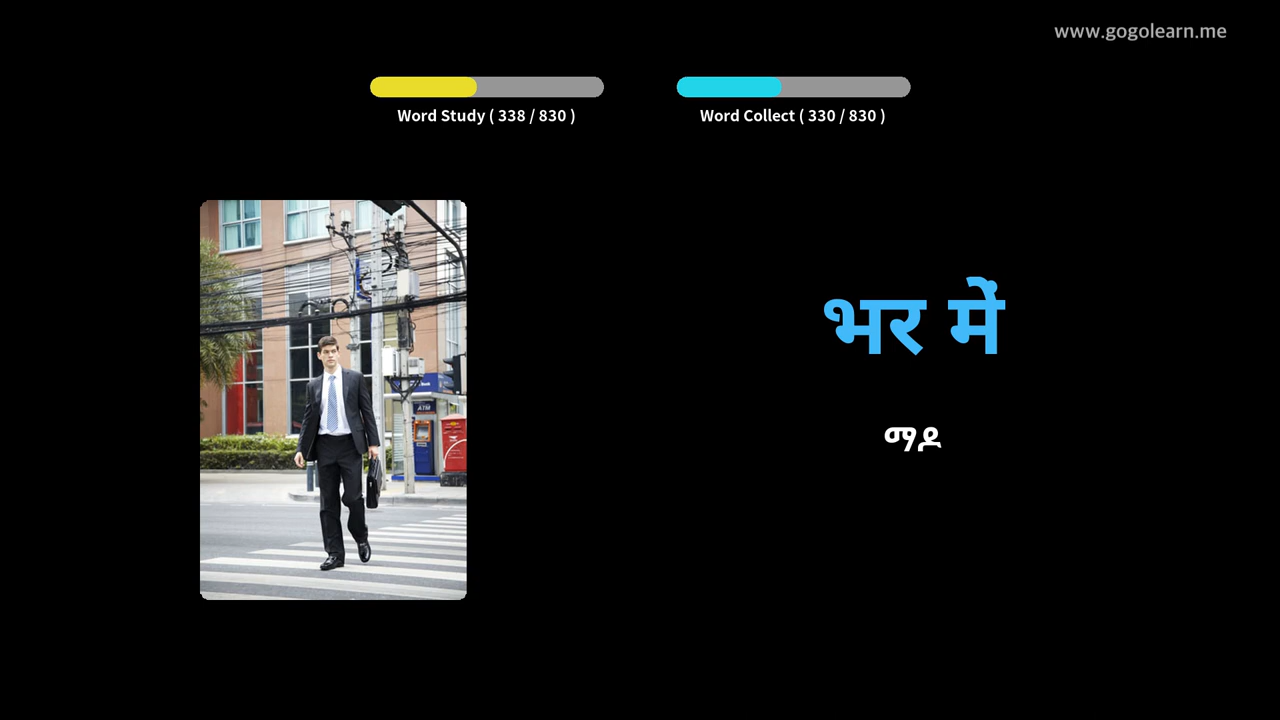 www.gogolearn.me
Word Study ( 338 / 830 )
Word Collect ( 330 / 830 )
भर में
ማዶ
ATM